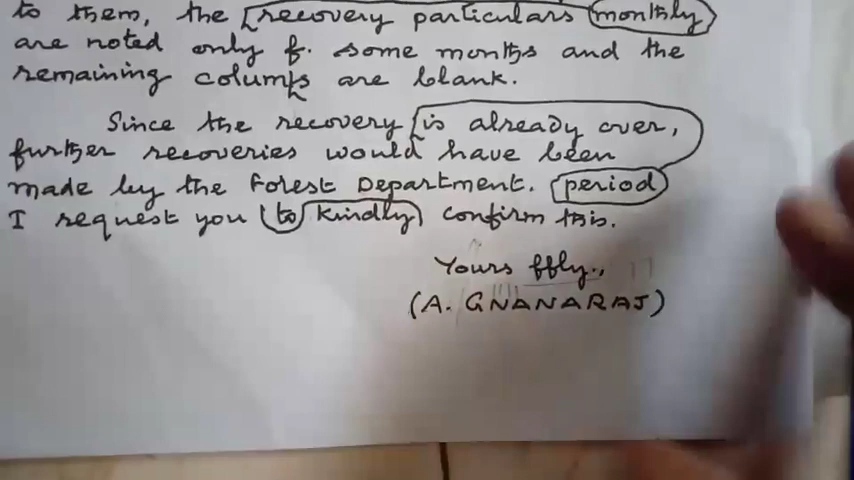 to them, the recovery particulars monthly
are noted only f. some months and the
remaining columns are blank.
Since the recovery is already over,
further recoveries would have been
made by the Forest Department. period
I request you to kindly confirm this.
Yours ffly.,
(A. GNANARAJ)